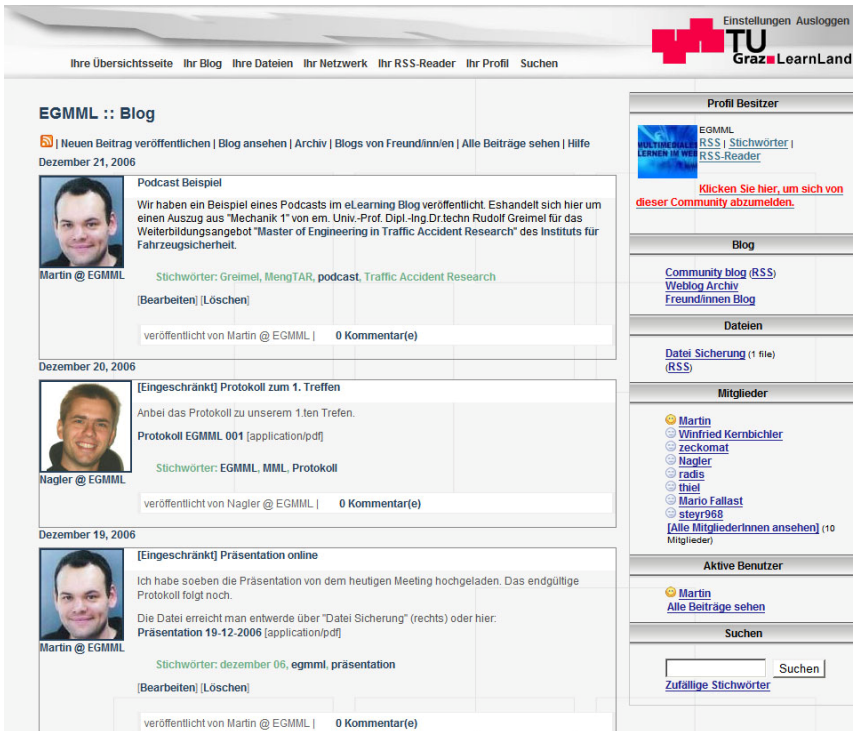 Einstellungen Ausloggen
TU
Graz LearnLand
Ihre Übersichtsseite Ihr Blog Ihre Dateien Ihr Netzwerk Ihr RSS-Reader Ihr Profil Suchen
EGMML :: Blog
| Neuen Beitrag veröffentlichen | Blog ansehen | Archiv | Blogs von Freund/inn/en | Alle Beiträge sehen | Hilfe
Dezember 21, 2006
Podcast Beispiel
Wir haben ein Beispiel eines Podcasts im eLearning Blog veröffentlicht. Eshandelt sich hier um
einen Auszug aus "Mechanik 1" von em. Univ.-Prof. Dipl.-Ing.Dr.techn Rudolf Greimel für das
Weiterbildungsangebot "Master of Engineering in Traffic Accident Research" des Instituts für
Fahrzeugsicherheit.
Martin @ EGMML
Stichwörter: Greimel, MengTAR, podcast, Traffic Accident Research
[Bearbeiten] [Löschen]
veröffentlicht von Martin @ EGMML | 0 Kommentar(e)
Dezember 20, 2006
[Eingeschränkt] Protokoll zum 1. Treffen
Anbei das Protokoll zu unserem 1.ten Trefen.
Protokoll EGMML 001 [application/pdf]
Stichwörter: EGMML, MML, Protokoll
Nagler @ EGMML
veröffentlicht von Nagler @ EGMML | 0 Kommentar(e)
Dezember 19, 2006
[Eingeschränkt] Präsentation online
Ich habe soeben die Präsentation von dem heutigen Meeting hochgeladen. Das endgültige
Protokoll folgt noch.
Die Datei erreicht man entwerde über "Datei Sicherung" (rechts) oder hier:
Präsentation 19-12-2006 [application/pdf]
Martin @ EGMML
Stichwörter: dezember 06, egmml, präsentation
[Bearbeiten] [Löschen]
veröffentlicht von Martin @ EGMML | 0 Kommentar(e)
Profil Besitzer
MULTIMEDIALES
LERNEN IM WEB
EGMML
RSS | Stichwörter |
RSS-Reader
Klicken Sie hier, um sich von
dieser Community abzumelden.
Blog
Community blog (RSS)
Weblog Archiv
Freund/innen Blog
Dateien
Datei Sicherung (1 file)
(RSS)
Mitglieder
Martin
Winfried Kernbichler
zeckomat
Nagler
radis
thiel
Mario Fallast
steyr968
[Alle MitgliederInnen ansehen] (10
Mitglieder)
Aktive Benutzer
Martin
Alle Beiträge sehen
Suchen
Suchen
Zufällige Stichwörter